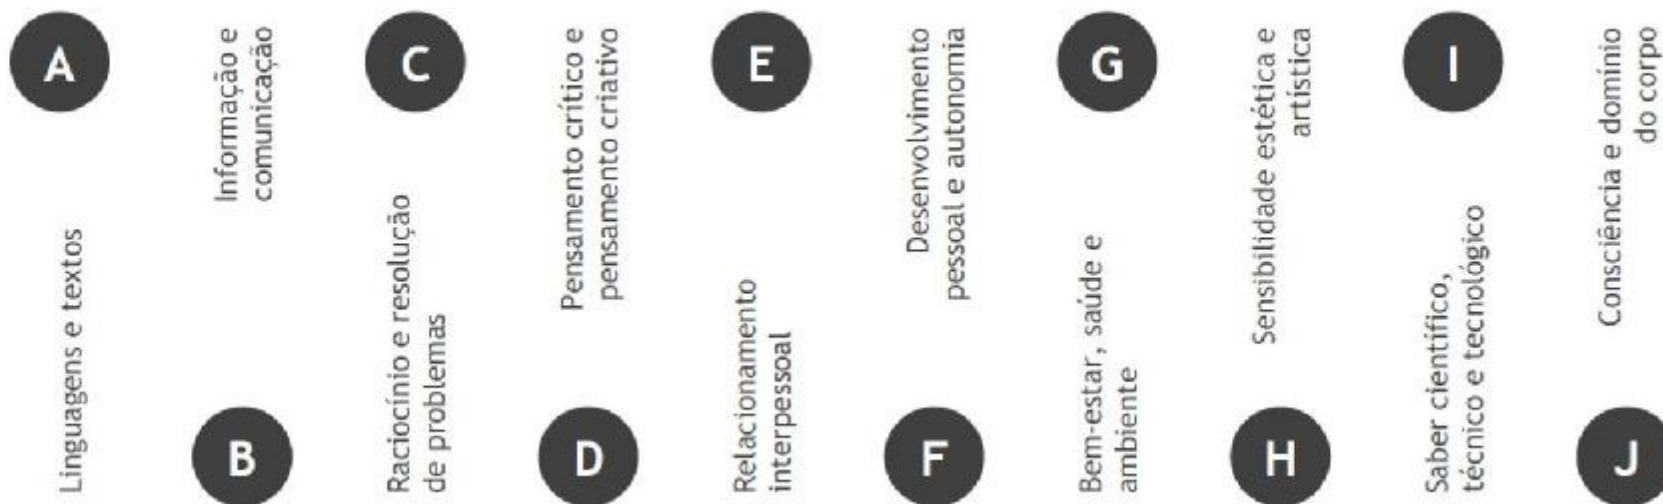 A
Linguagens e textos
B
Informação e
comunicação
C
Raciocínio e resolução
de problemas
D
Pensamento crítico e
pensamento criativo
E
Relacionamento
interpessoal
F
Desenvolvimento
pessoal e autonomia
G
Bem-estar, saúde e
ambiente
H
Sensibilidade estética e
artística
I
Saber científico,
técnico e tecnológico
J
Consciência e domínio
do corpo